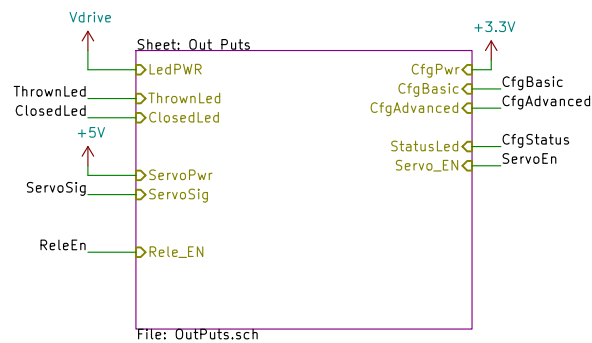 Vdrive
Sheet: Out Puts
+3.3V
LedPWR
CfgPwr
CfgBasic
CfgBasic
ThrownLed
ThrownLed
CfgAdvanced
CfgAdvanced
ClosedLed
ClosedLed
+5V
StatusLed
CfgStatus
Servo_EN
ServoEn
ServoPwr
ServoSig
ServoSig
ReleEn
Rele_EN
File: OutPuts.sch